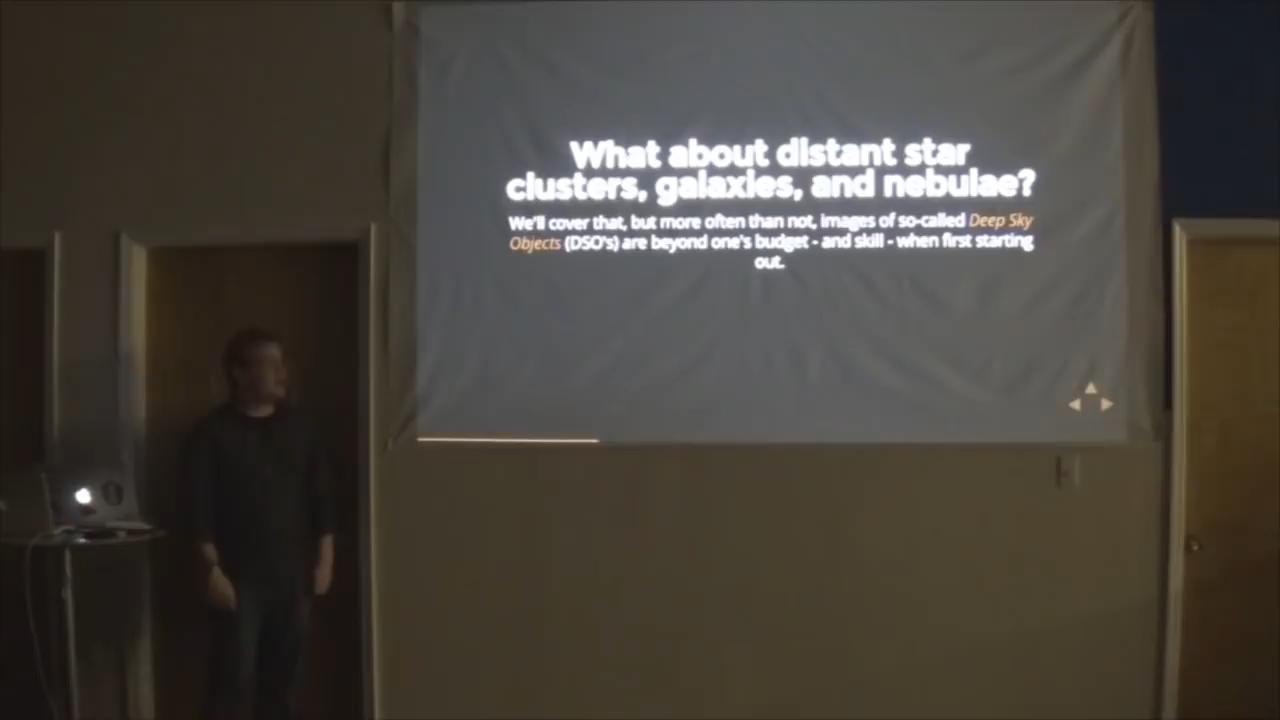 What about distant star
clusters, galaxies, and nebulae?
We'll cover that, but more often than not, images of so-called Deep Sky
Objects (DSO's) are beyond one's budget - and skill - when first starting
out.